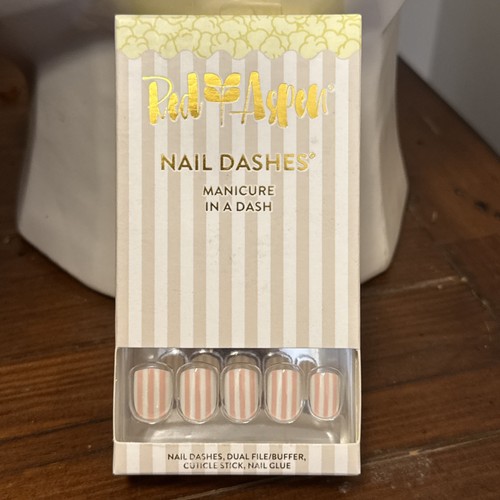 Red Aspen®
NAIL DASHES®
MANICURE
IN A DASH
NAIL DASHES, DUAL FILE/BUFFER,
CUTICLE STICK, NAIL GLUE